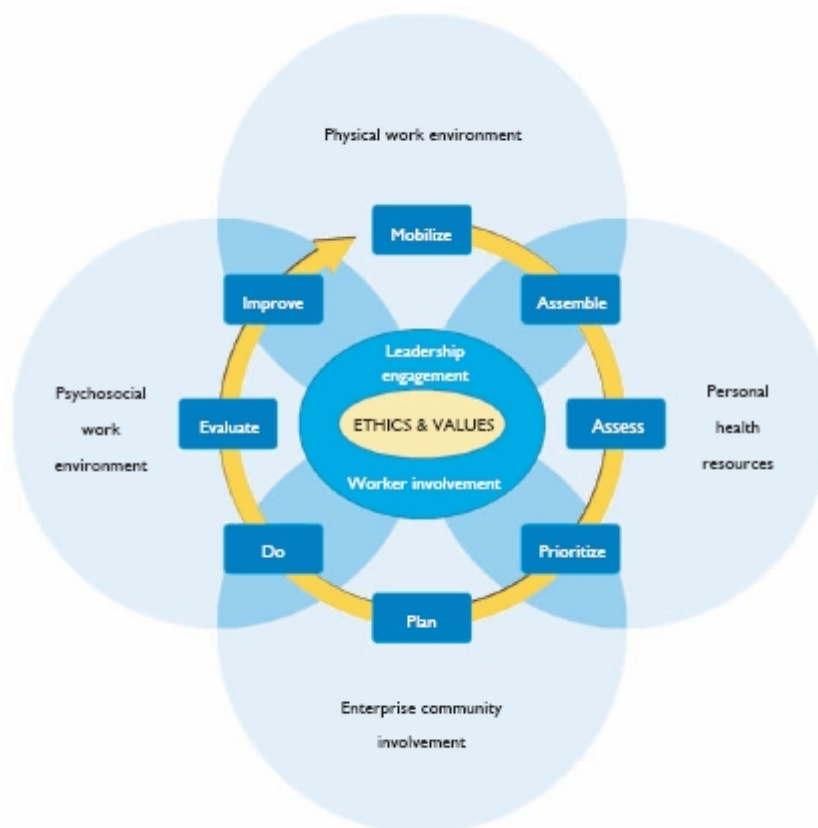 Physical work environment
Mobilize
Improve
Assemble
Leadership
engagement
Psychosocial
work
environment
Evaluate
ETHICS & VALUES
Assess
Personal
health
resources
Worker involvement
Do
Prioritize
Plan
Enterprise community
involvement